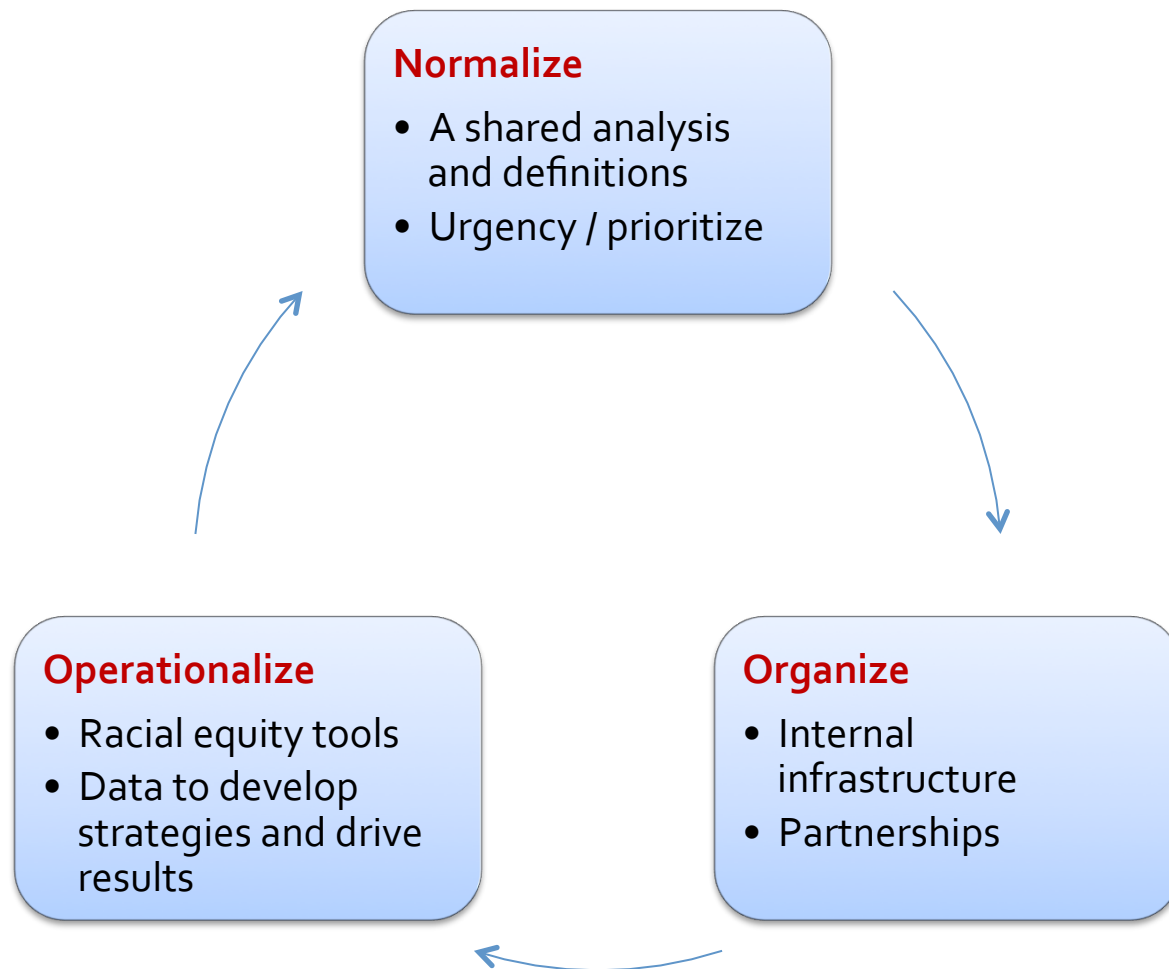 Normalize
• A shared analysis
and definitions
• Urgency / prioritize
Operationalize
• Racial equity tools
• Data to develop
strategies and drive
results
Organize
• Internal
infrastructure
• Partnerships